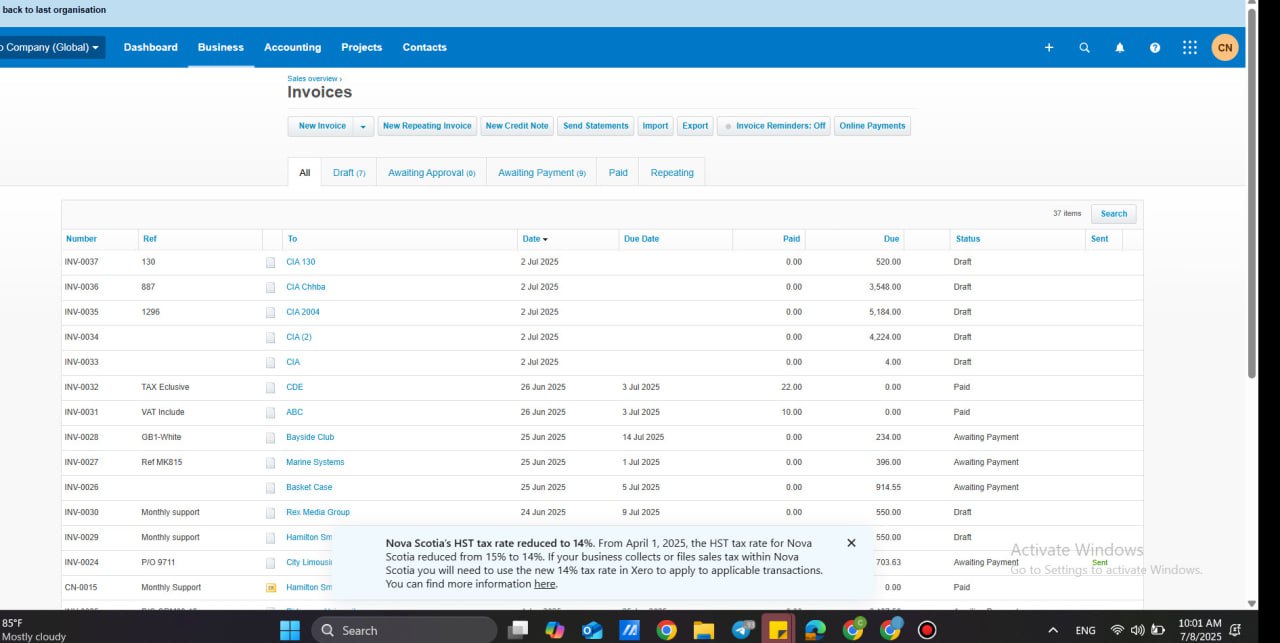 back to last organisation
Company (Global) Dashboard Business Accounting Projects Contacts CN
Sales overview ›
Invoices
New Invoice New Repeating Invoice New Credit Note Send Statements Import Export Invoice Reminders: Off Online Payments
All Draft (7) Awaiting Approval (0) Awaiting Payment (9) Paid Repeating
37 items Search
Number Ref To Date Due Date Paid Due Status Sent
INV-0037 130 CIA 130 2 Jul 2025 0.00 520.00 Draft
INV-0036 887 CIA Chhba 2 Jul 2025 0.00 3,548.00 Draft
INV-0035 1296 CIA 2004 2 Jul 2025 0.00 5,184.00 Draft
INV-0034 CIA (2) 2 Jul 2025 0.00 4,224.00 Draft
INV-0033 CIA 2 Jul 2025 0.00 4.00 Draft
INV-0032 TAX Eclusive CDE 26 Jun 2025 3 Jul 2025 22.00 0.00 Paid
INV-0031 VAT Include ABC 26 Jun 2025 3 Jul 2025 10.00 0.00 Paid
INV-0028 GB1-White Bayside Club 25 Jun 2025 14 Jul 2025 0.00 234.00 Awaiting Payment
INV-0027 Ref MK815 Marine Systems 25 Jun 2025 1 Jul 2025 0.00 396.00 Awaiting Payment
INV-0026 Basket Case 25 Jun 2025 5 Jul 2025 0.00 914.55 Awaiting Payment
INV-0030 Monthly support Rex Media Group 24 Jun 2025 9 Jul 2025 0.00 550.00 Draft
INV-0029 Monthly support Hamilton Sm 550.00 Draft
INV-0024 P/O 9711 City Limousi 703.63 Awaiting Payment Sent
CN-0015 Monthly Support Hamilton Sm 0.00 Paid
Nova Scotia's HST tax rate reduced to 14%. From April 1, 2025, the HST tax rate for Nova
Scotia reduced from 15% to 14%. If your business collects or files sales tax within Nova
Scotia you will need to use the new 14% tax rate in Xero to apply to applicable transactions.
You can find more information here.
Activate Windows
Go to Settings to activate Windows.
85°F
Mostly cloudy
Search
ENG
10:01 AM
7/8/2025